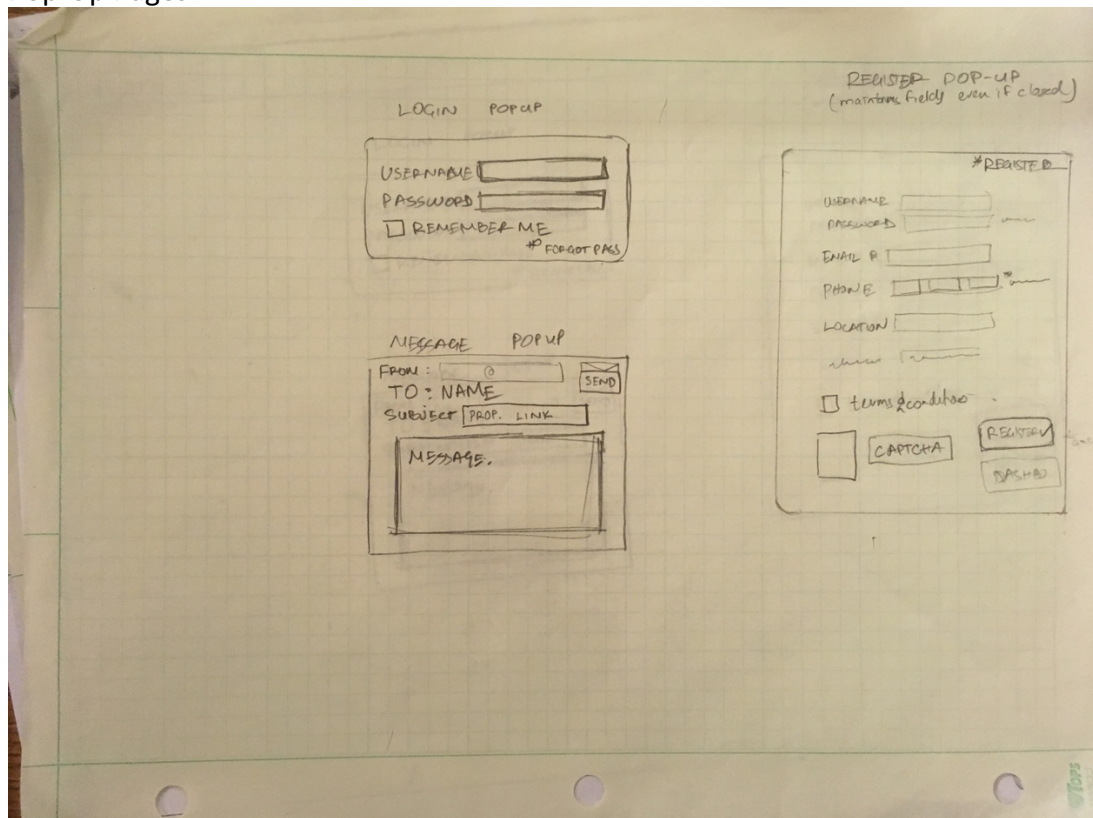 LOGIN POPUP
USERNAME
PASSWORD
REMEMBER ME
* FORGOT PASS
MESSAGE POPUP
FROM : @
SEND
TO : NAME
SUBJECT PROP. LINK
MESSAGE.
REGISTER POP-UP
(maintains fields even if closed)
*REGISTER
USERNAME
PASSWORD
EMAIL @
PHONE
LOCATION
terms & conditions
CAPTCHA
REGISTER
DASHBD
TOPS